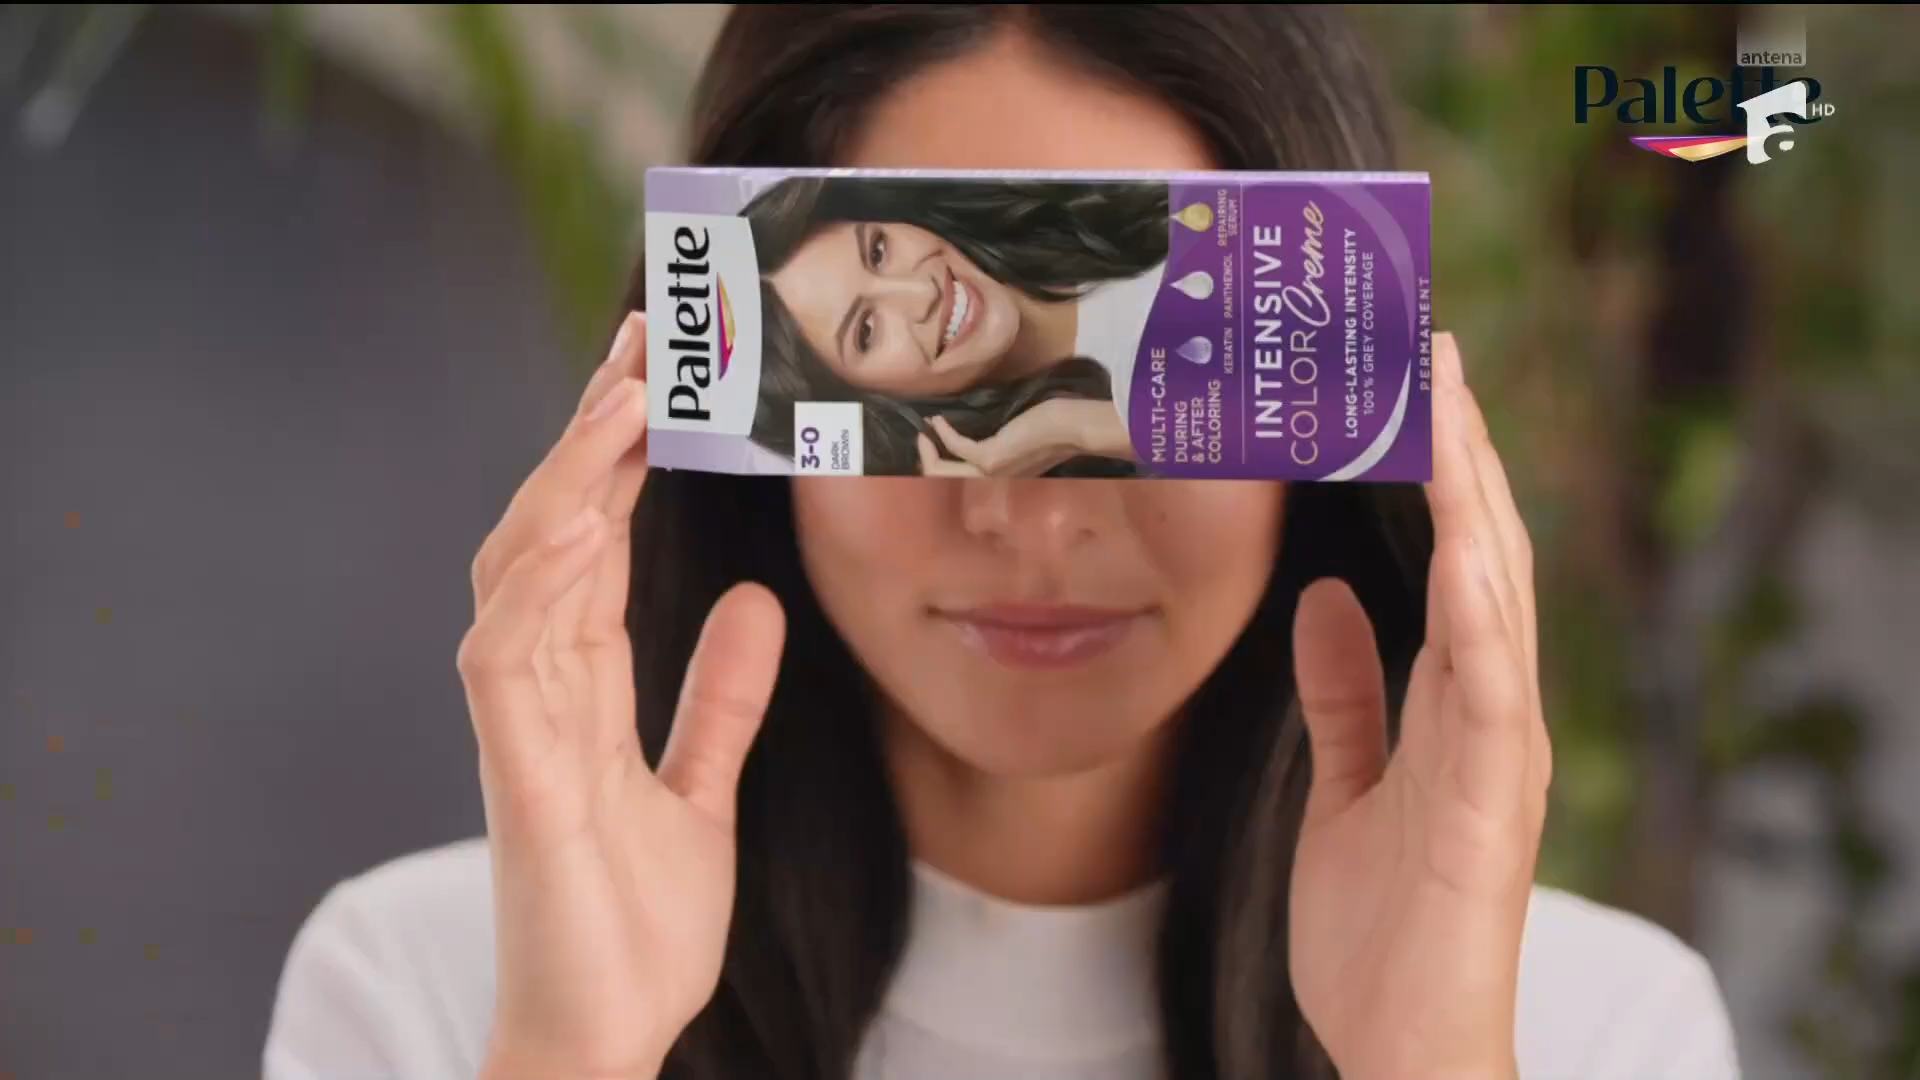 antena
Palette
a HD
Palette
3-0
DARK
BROWN
MULTI-CARE
DURING
& AFTER
COLORING
KERATIN PANTHENOL REPAIRING SERUM
INTENSIVE
COLOR Creme
LONG-LASTING INTENSITY
100% GREY COVERAGE
PERMANENT